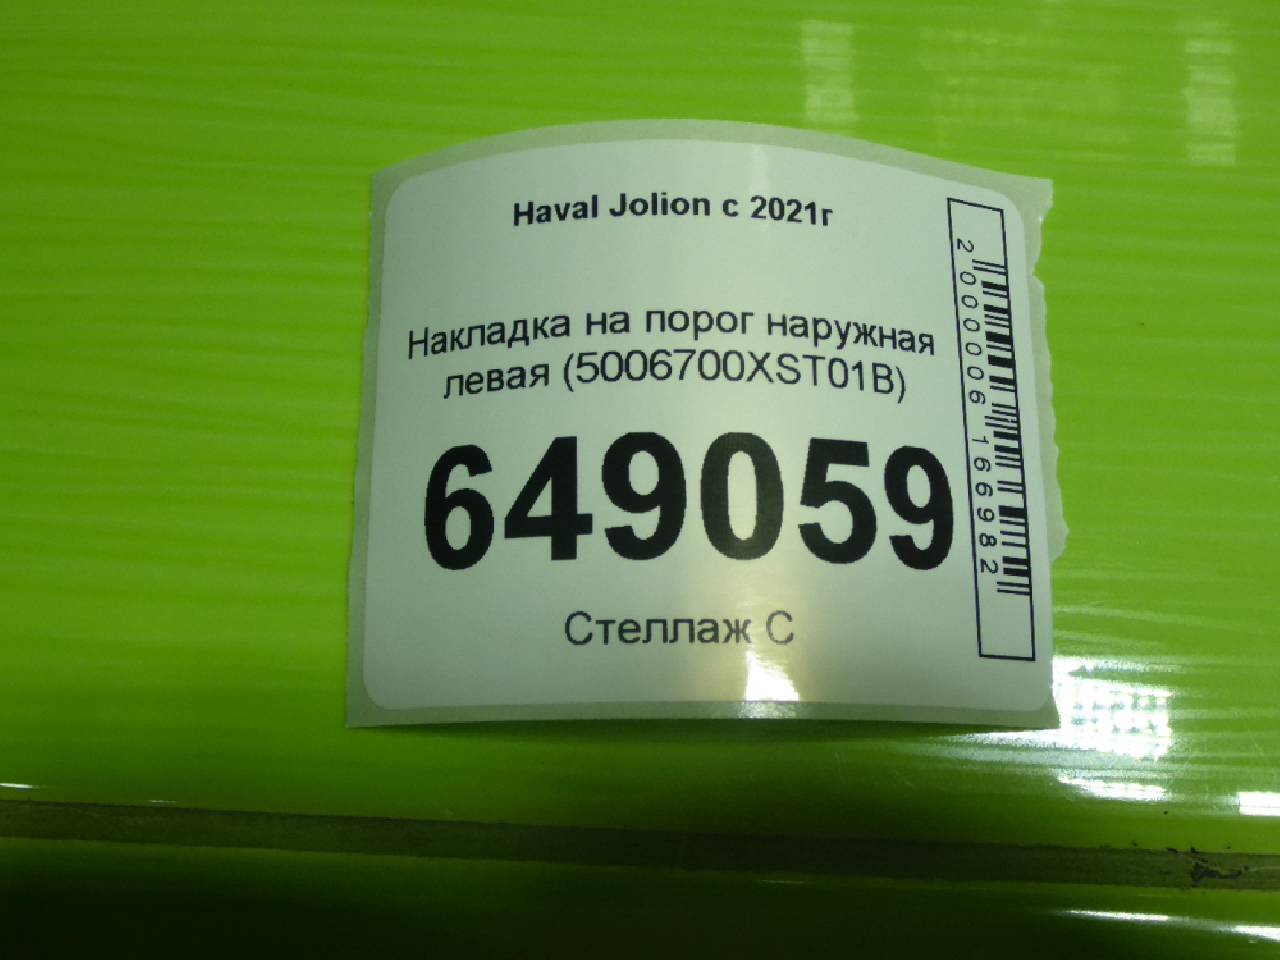 Haval Jolion с 2021г
Накладка на порог наружная
левая (5006700XST01B)
649059
Стеллаж С
2000006166982